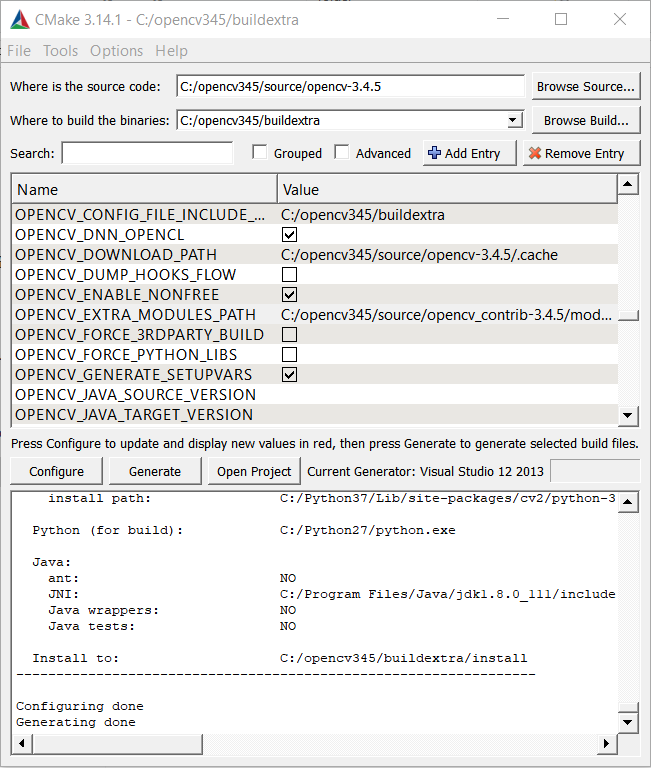 CMake 3.14.1 - C:/opencv345/buildextra
File Tools Options Help
Where is the source code: C:/opencv345/source/opencv-3.4.5 Browse Source...
Where to build the binaries: C:/opencv345/buildextra Browse Build...
Search: Grouped Advanced Add Entry Remove Entry
Name Value
OPENCV_CONFIG_FILE_INCLUDE_... C:/opencv345/buildextra
OPENCV_DNN_OPENCL
OPENCV_DOWNLOAD_PATH C:/opencv345/source/opencv-3.4.5/.cache
OPENCV_DUMP_HOOKS_FLOW
OPENCV_ENABLE_NONFREE
OPENCV_EXTRA_MODULES_PATH C:/opencv345/source/opencv_contrib-3.4.5/mod...
OPENCV_FORCE_3RDPARTY_BUILD
OPENCV_FORCE_PYTHON_LIBS
OPENCV_GENERATE_SETUPVARS
OPENCV_JAVA_SOURCE_VERSION
OPENCV_JAVA_TARGET_VERSION
Press Configure to update and display new values in red, then press Generate to generate selected build files.
Configure Generate Open Project Current Generator: Visual Studio 12 2013
install path: C:/Python37/Lib/site-packages/cv2/python-3
Python (for build): C:/Python27/python.exe
Java:
ant: NO
JNI: C:/Program Files/Java/jdk1.8.0_111/include
Java wrappers: NO
Java tests: NO
Install to: C:/opencv345/buildextra/install
-----------------------------------------------------------------
Configuring done
Generating done